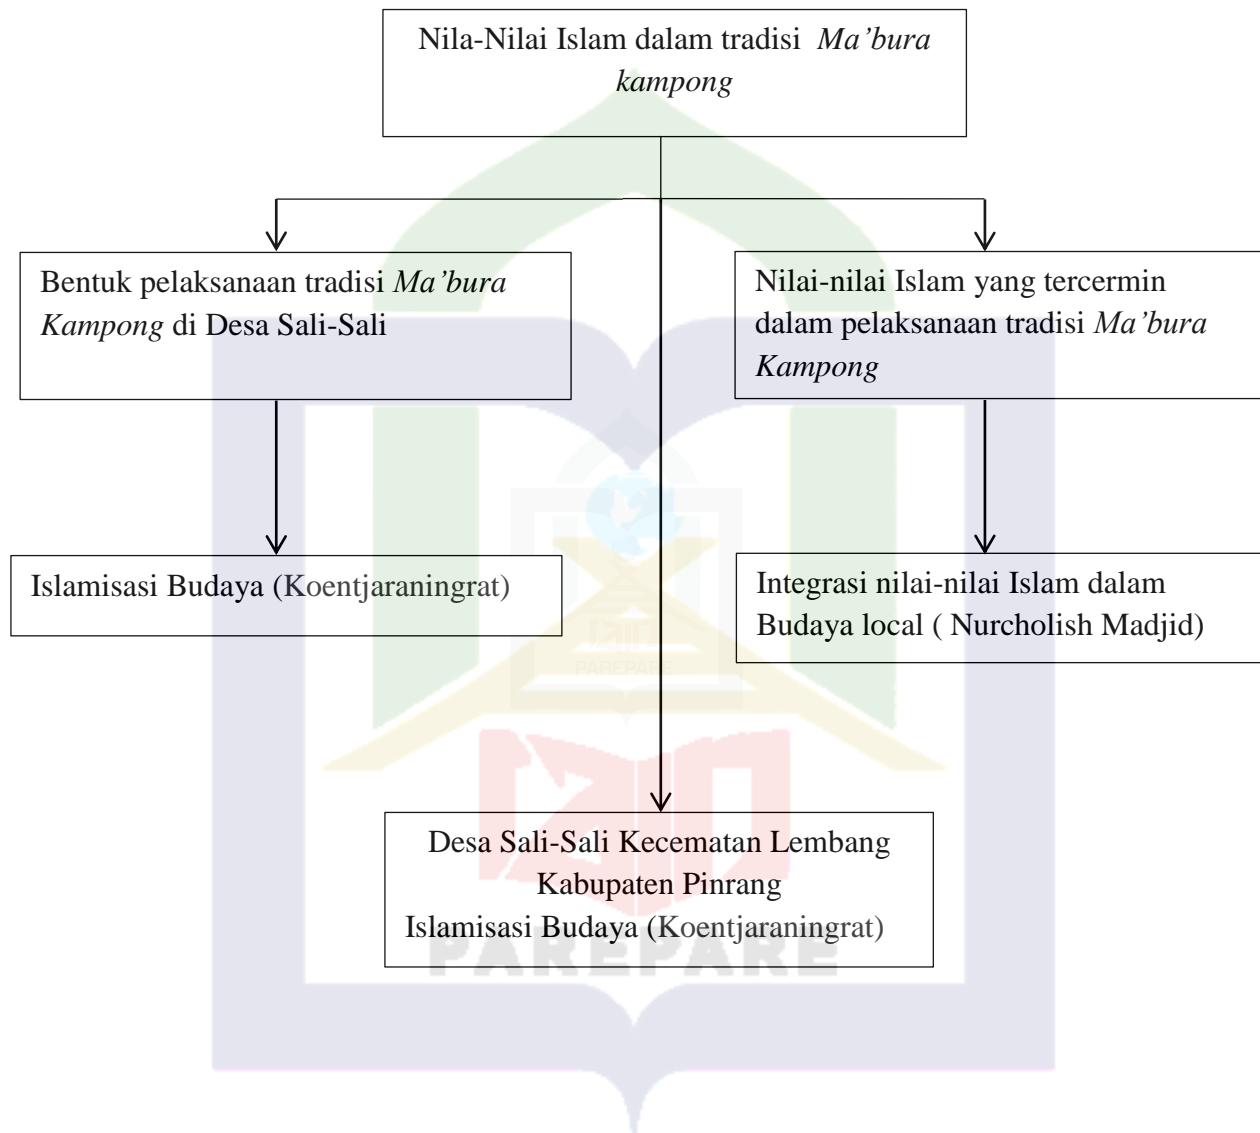 Nila-Nilai Islam dalam tradisi Ma’bura
kampong
Bentuk pelaksanaan tradisi Ma’bura
Kampong di Desa Sali-Sali
Nilai-nilai Islam yang tercermin
dalam pelaksanaan tradisi Ma’bura
Kampong
Islamisasi Budaya (Koentjaraningrat)
Integrasi nilai-nilai Islam dalam
Budaya local ( Nurcholish Madjid)
PAREPARE
Desa Sali-Sali Kecematan Lembang
Kabupaten Pinrang
Islamisasi Budaya (Koentjaraningrat)
PAREPARE